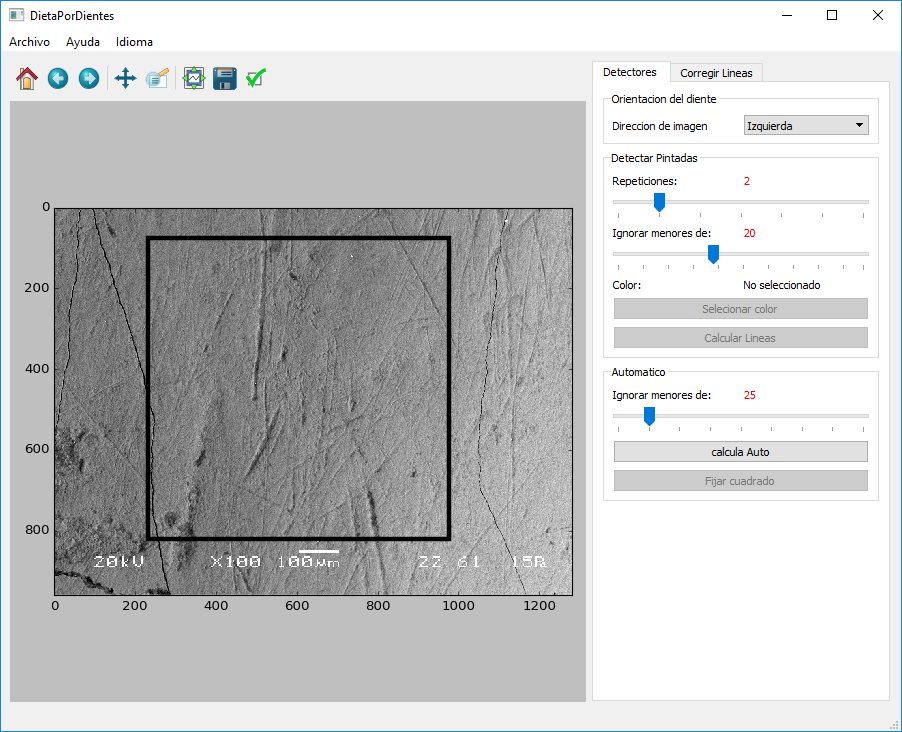 DietaPorDientes
Archivo Ayuda Idioma
Detectores Corregir Lineas
Orientacion del diente
Direccion de imagen Izquierda
Detectar Pintadas
Repeticiones: 2
Ignorar menores de: 20
Color: No seleccionado
Selecionar color
Calcular Lineas
Automatico
Ignorar menores de: 25
calcula Auto
Fijar cuadrado
0
200
400
600
800
20kV X100 100µm 22 61 15R
0 200 400 600 800 1000 1200